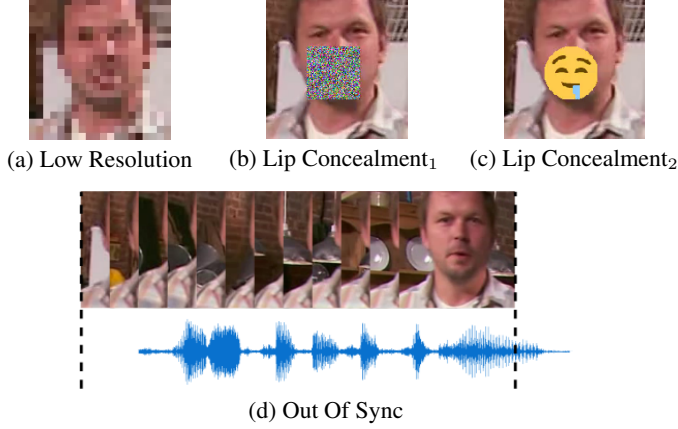 (a) Low Resolution
(b) Lip Concealment₁
(c) Lip Concealment₂
(d) Out Of Sync